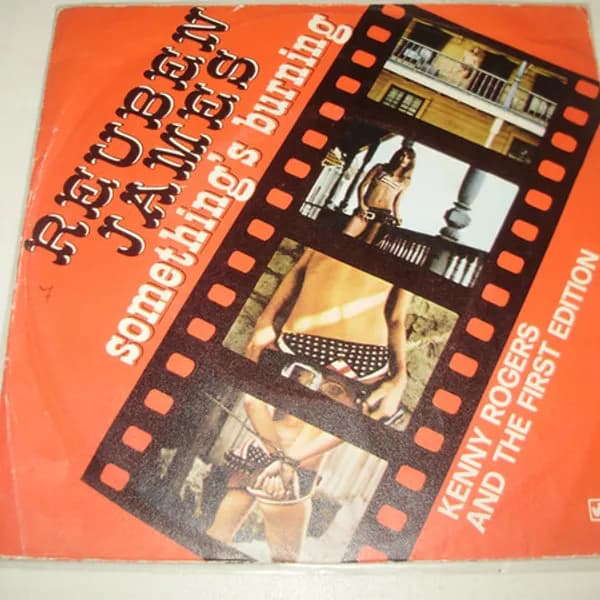 REUBEN
JAMES
something's burning
KENNY ROGERS
AND THE FIRST EDITION